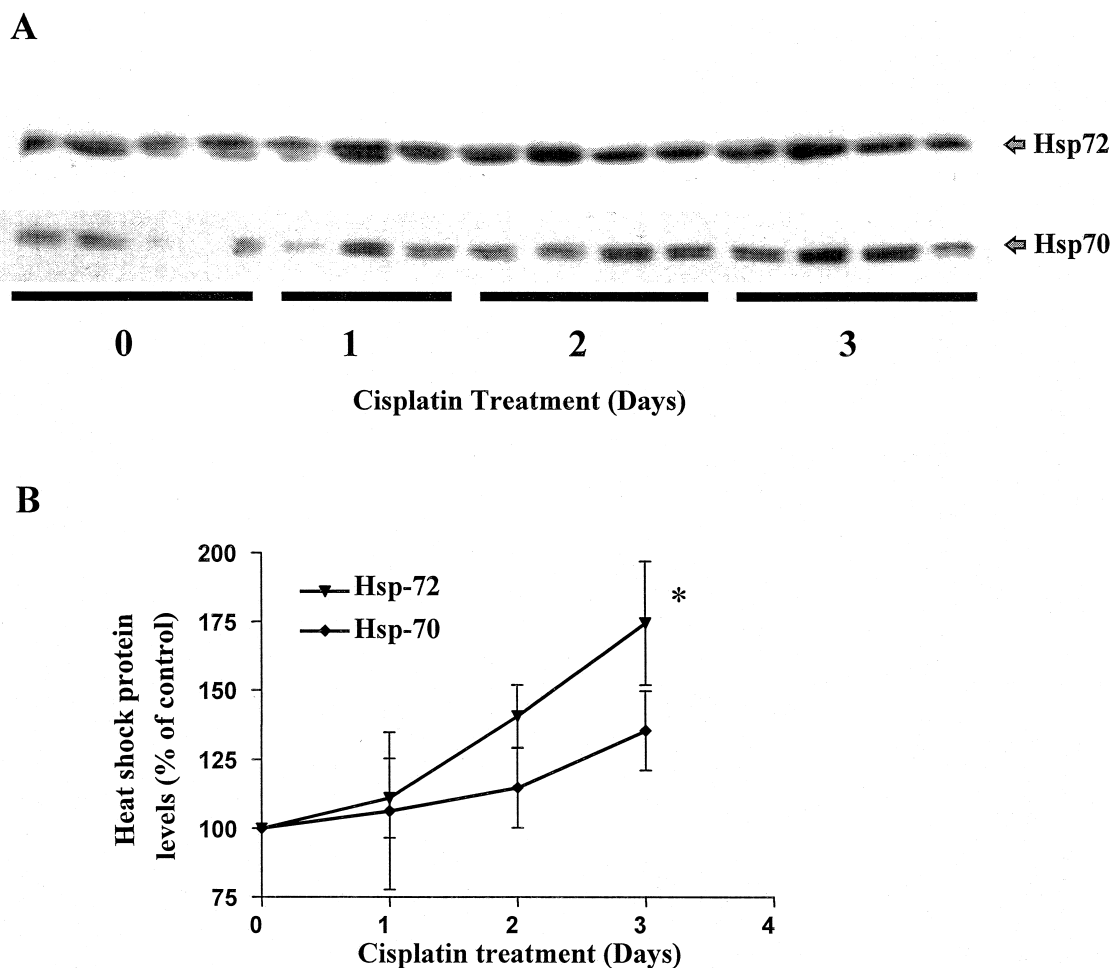 A
Hsp72
Hsp70
0 1 2 3
Cisplatin Treatment (Days)
B
200
175
150
125
100
75
Heat shock protein
levels (% of control)
Hsp-72
Hsp-70
*
0 1 2 3 4
Cisplatin treatment (Days)